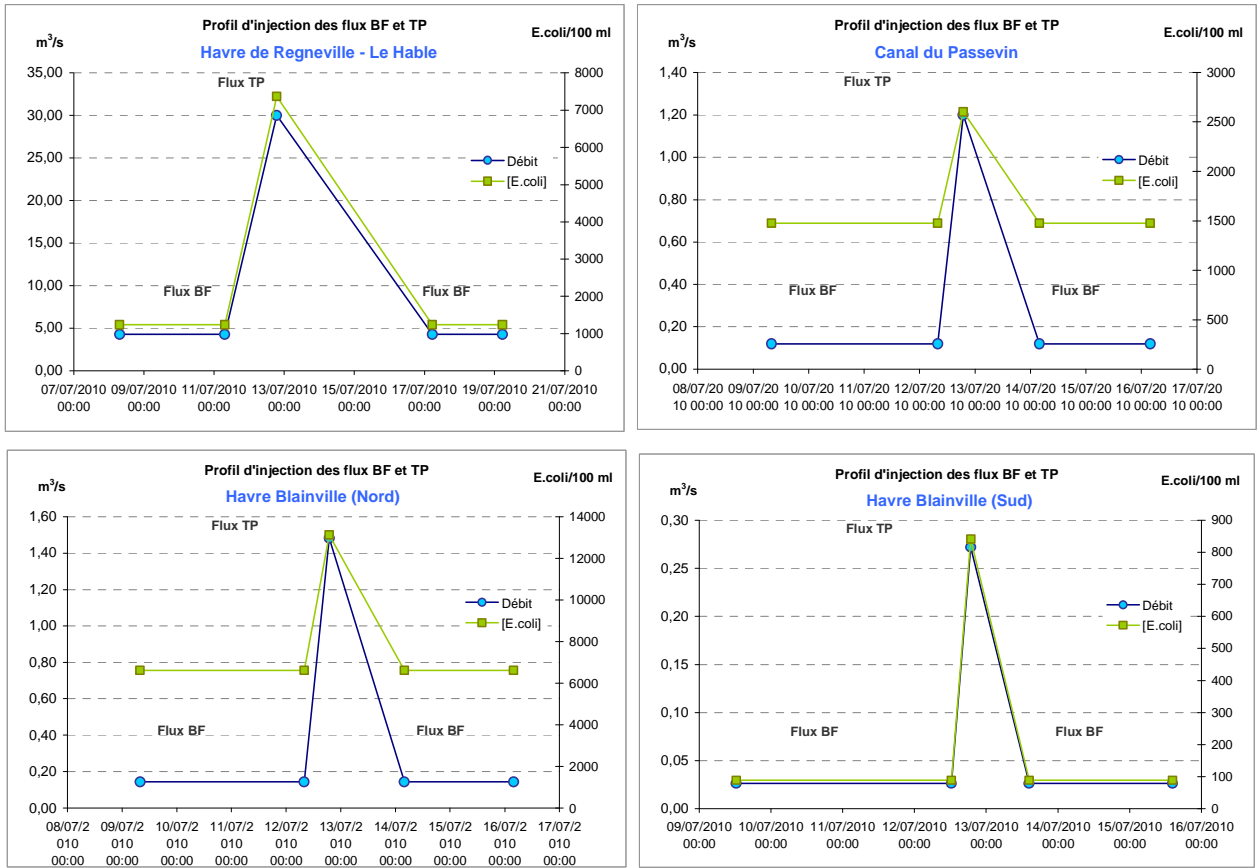 Profil d'injection des flux BF et TP
m³/s
E.coli/100 ml
Havre de Regneville - Le Hable
35,00
30,00
25,00
20,00
15,00
10,00
5,00
0,00
8000
7000
6000
5000
4000
3000
2000
1000
0
Flux TP
Débit
[E.coli]
Flux BF
Flux BF
07/07/2010 09/07/2010 11/07/2010 13/07/2010 15/07/2010 17/07/2010 19/07/2010 21/07/2010
00:00 00:00 00:00 00:00 00:00 00:00 00:00 00:00
Profil d'injection des flux BF et TP
m³/s
E.coli/100 ml
Canal du Passevin
1,40
1,20
1,00
0,80
0,60
0,40
0,20
0,00
3000
2500
2000
1500
1000
500
0
Flux TP
Débit
[E.coli]
Flux BF
Flux BF
08/07/20 09/07/20 10/07/20 11/07/20 12/07/20 13/07/20 14/07/20 15/07/20 16/07/20 17/07/20
10 00:00 10 00:00 10 00:00 10 00:00 10 00:00 10 00:00 10 00:00 10 00:00 10 00:00 10 00:00
Profil d'injection des flux BF et TP
m³/s
E.coli/100 ml
Havre Blainville (Nord)
1,60
1,40
1,20
1,00
0,80
0,60
0,40
0,20
0,00
14000
12000
10000
8000
6000
4000
2000
0
Flux TP
Débit
[E.coli]
Flux BF
Flux BF
08/07/2 09/07/2 10/07/2 11/07/2 12/07/2 13/07/2 14/07/2 15/07/2 16/07/2 17/07/2
010 010 010 010 010 010 010 010 010 010
00:00 00:00 00:00 00:00 00:00 00:00 00:00 00:00 00:00 00:00
Profil d'injection des flux BF et TP
m³/s
E.coli/100 ml
Havre Blainville (Sud)
0,30
0,25
0,20
0,15
0,10
0,05
0,00
900
800
700
600
500
400
300
200
100
0
Flux TP
Débit
[E.coli]
Flux BF
Flux BF
09/07/2010 10/07/2010 11/07/2010 12/07/2010 13/07/2010 14/07/2010 15/07/2010 16/07/2010
00:00 00:00 00:00 00:00 00:00 00:00 00:00 00:00